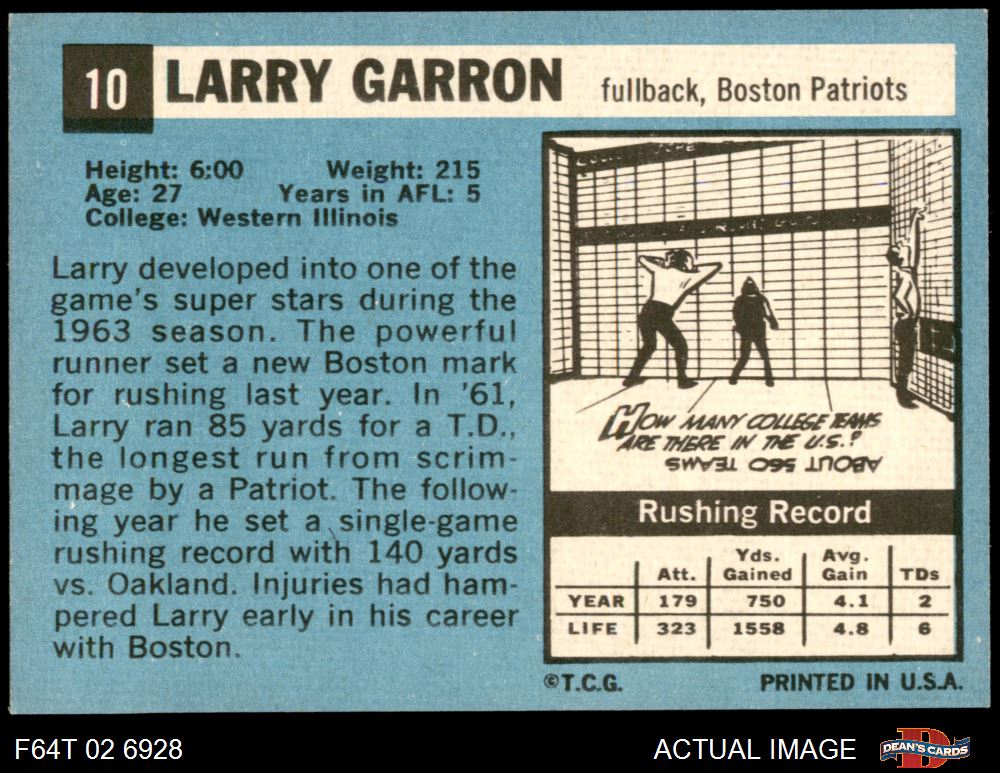 10 LARRY GARRON fullback, Boston Patriots
Height: 6:00 Weight: 215
Age: 27 Years in AFL: 5
College: Western Illinois
Larry developed into one of the
game's super stars during the
1963 season. The powerful
runner set a new Boston mark
for rushing last year. In '61,
Larry ran 85 yards for a T.D.,
the longest run from scrim-
mage by a Patriot. The follow-
ing year he set a single-game
rushing record with 140 yards
vs. Oakland. Injuries had ham-
pered Larry early in his career
with Boston.
HOW MANY COLLEGE TEAMS
ARE THERE IN THE U.S.?
ABOUT 560 TEAMS
Rushing Record
Att. Yds. Gained Avg. Gain TDs
YEAR 179 750 4.1 2
LIFE 323 1558 4.8 6
©T.C.G. PRINTED IN U.S.A.
F64T 02 6928 ACTUAL IMAGE DEAN'S CARDS